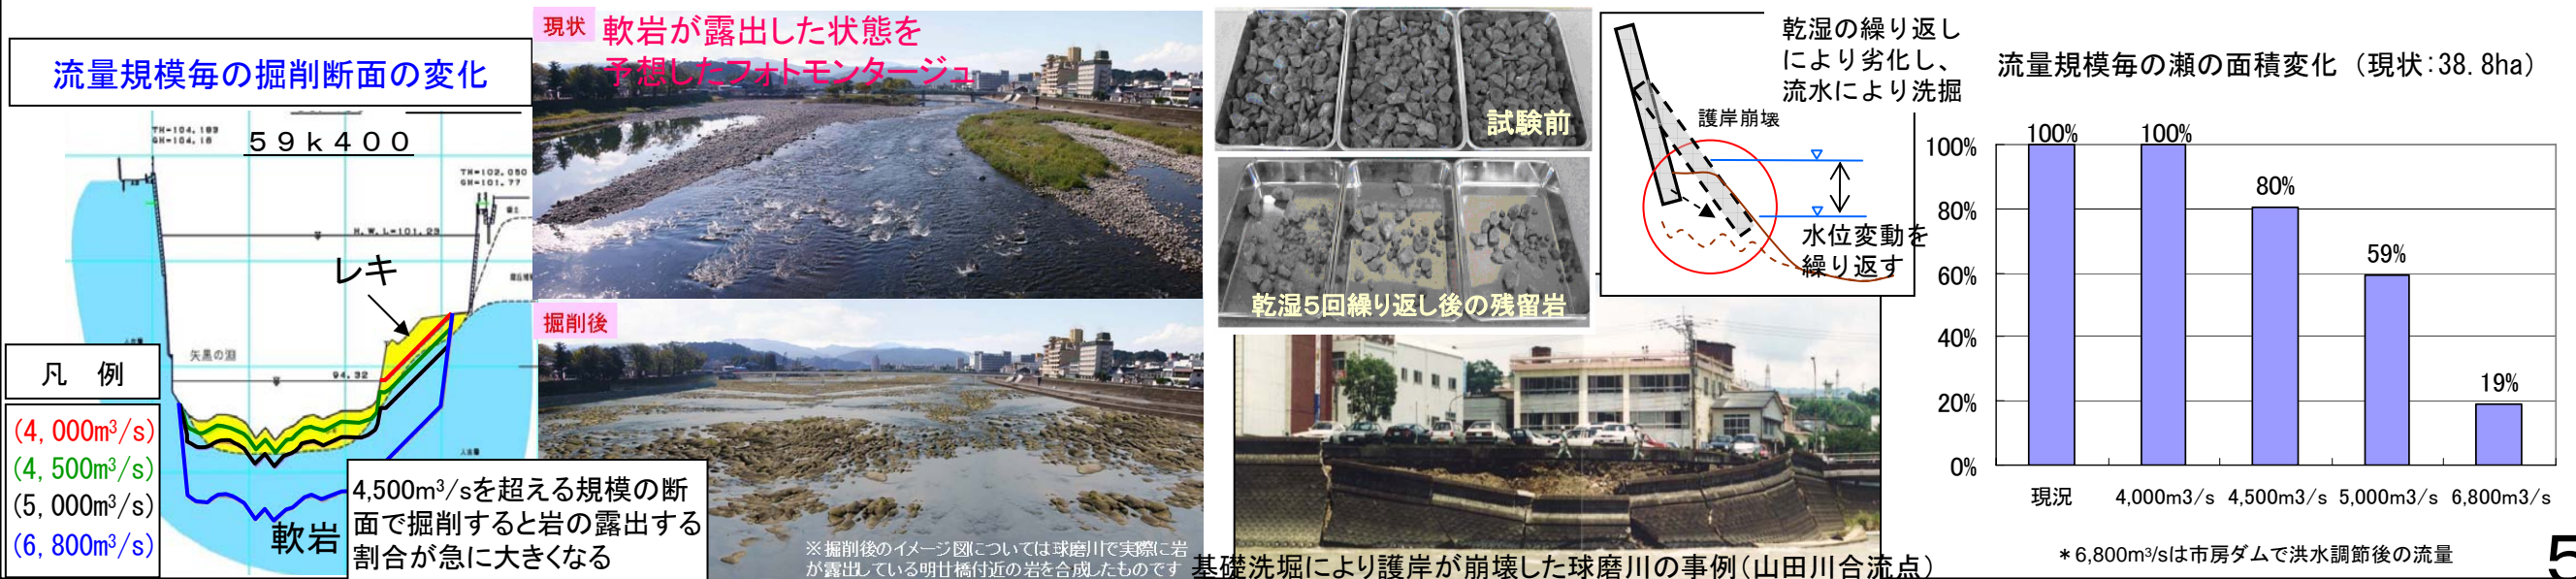 流量規模毎の掘削断面の変化
59k400
TH=104.183
GH=104.18
TH=102.050
GH=101.77
H.W.L=101.23
レキ
矢黒の淵
94.32
凡 例
(4,000m³/s)
(4,500m³/s)
(5,000m³/s)
(6,800m³/s)
軟岩
4,500m³/sを超える規模の断
面で掘削すると岩の露出する
割合が急に大きくなる
現状
軟岩が露出した状態を
予想したフォトモンタージュ
掘削後
※掘削後のイメージ図については球磨川で実際に岩
が露出している明廿橋付近の岩を合成したものです
試験前
乾湿5回繰り返し後の残留岩
乾湿の繰り返し
により劣化し、
流水により洗掘
護岸崩壊
水位変動を
繰り返す
基礎洗堀により護岸が崩壊した球磨川の事例(山田川合流点)
流量規模毎の瀬の面積変化(現状:38.8ha)
100%
80%
60%
40%
20%
0%
100%
100%
80%
59%
19%
現況
4,000m3/s
4,500m3/s
5,000m3/s
6,800m3/s
*6,800m³/sは市房ダムで洪水調節後の流量
5